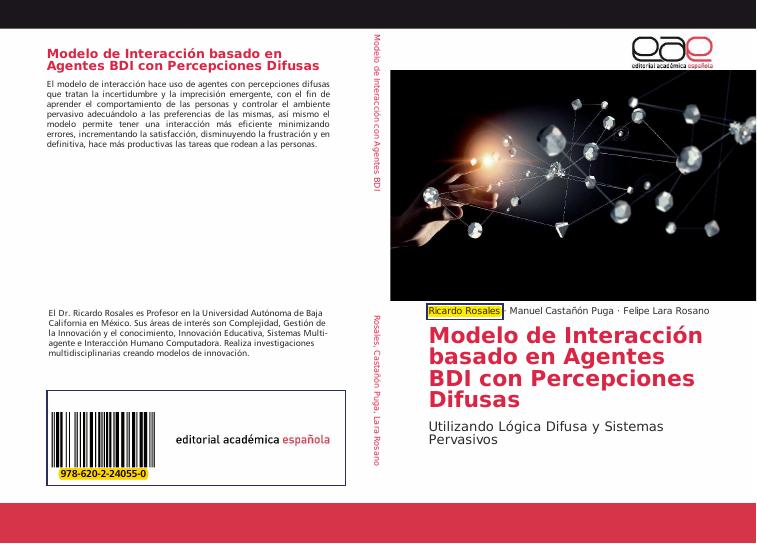 Modelo de Interacción basado en
Agentes BDI con Percepciones Difusas
El modelo de interacción hace uso de agentes con percepciones difusas
que tratan la incertidumbre y la imprecisión emergente, con el fin de
aprender el comportamiento de las personas y controlar el ambiente
pervasivo adecuándolo a las preferencias de las mismas, así mismo el
modelo permite tener una interacción más eficiente minimizando
errores, incrementando la satisfacción, disminuyendo la frustración y en
definitiva, hace más productivas las tareas que rodean a las personas.
El Dr. Ricardo Rosales es Profesor en la Universidad Autónoma de Baja
California en México. Sus áreas de interés son Complejidad, Gestión de
la Innovación y el conocimiento, Innovación Educativa, Sistemas Multi-
agente e Interacción Humano Computadora. Realiza investigaciones
multidisciplinarias creando modelos de innovación.
978-620-2-24055-0
editorial académica española
Modelo de Interacción con Agentes BDI
Rosales, Castañón Puga, Lara Rosano
eae
editorial académica española
Ricardo Rosales · Manuel Castañón Puga · Felipe Lara Rosano
Modelo de Interacción
basado en Agentes
BDI con Percepciones
Difusas
Utilizando Lógica Difusa y Sistemas
Pervasivos